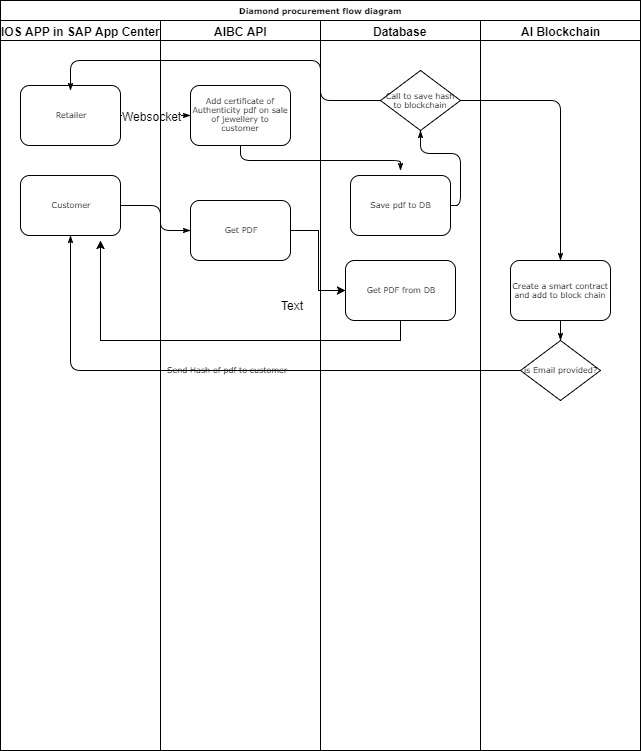 Diamond procurement flow diagram
IOS APP in SAP App Center
AIBC API
Database
AI Blockchain
Retailer
Websocket
Add certificate of
Authenticity pdf on sale
of jewellery to
customer
Call to save hash
to blockchain
Customer
Get PDF
Save pdf to DB
Get PDF from DB
Text
Create a smart contract
and add to block chain
Send Hash of pdf to customer
is Email provided?